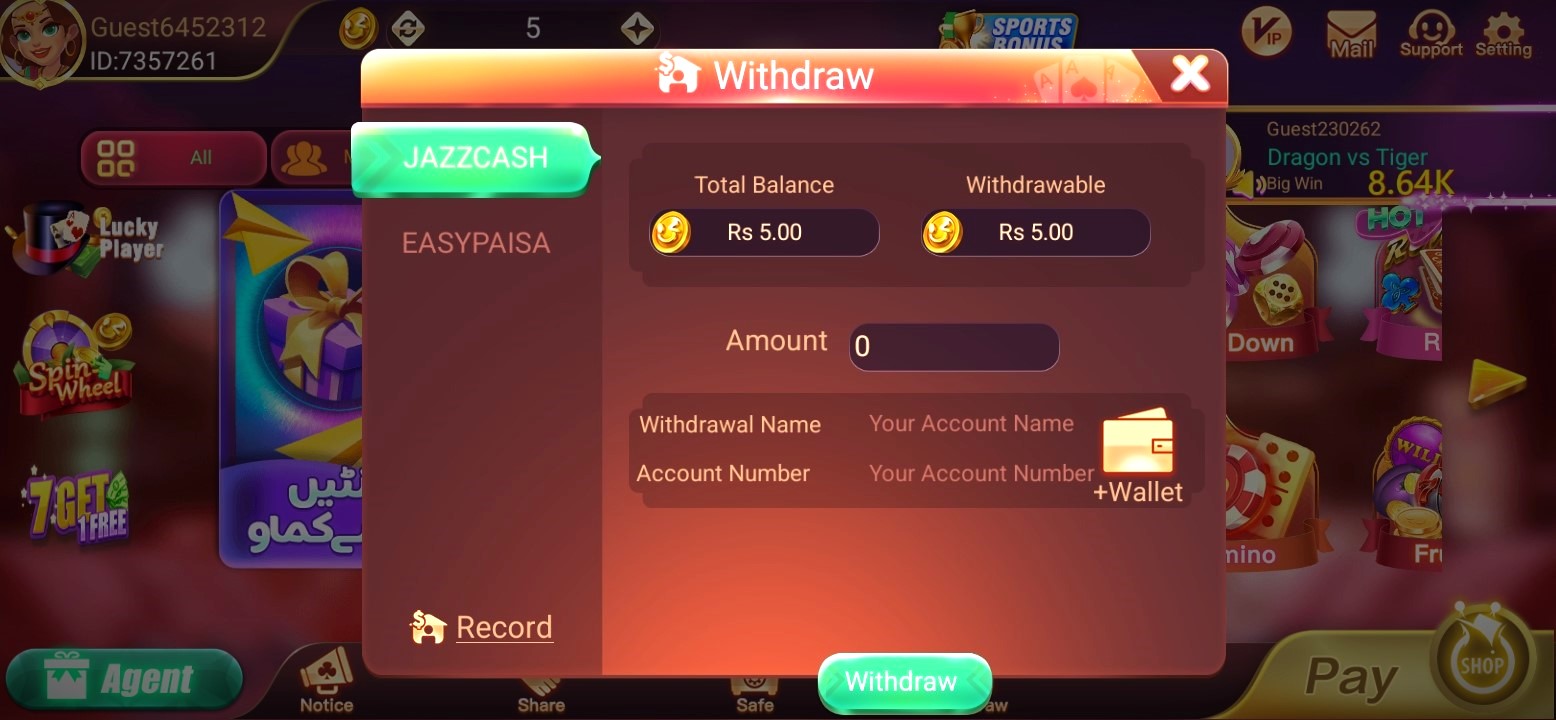 Guest6452312
ID:7357261
5
SPORTS
BONUS
VIP
Mail
Support
Setting
Withdraw
Guest230262
Dragon vs Tiger
Big Win
8.64K
All
JAZZCASH
EASYPAISA
Total Balance
Withdrawable
Rs 5.00
Rs 5.00
Amount
0
Withdrawal Name
Your Account Name
Account Number
Your Account Number
+Wallet
Lucky
Player
Spin
Wheel
7 GET
1 FREE
HOT
Down
WILD
Record
Withdraw
Agent
Notice
Share
Safe
Pay
SHOP